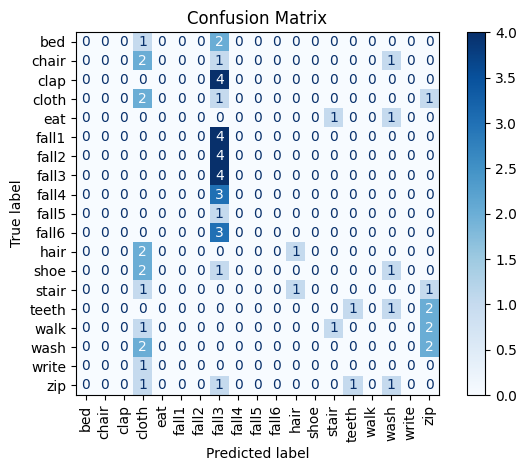 Confusion Matrix
bed 0 0 0 1 0 0 0 2 0 0 0 0 0 0 0 0 0 0 0
chair 0 0 0 2 0 0 0 1 0 0 0 0 0 0 0 0 1 0 0
clap 0 0 0 0 0 0 0 4 0 0 0 0 0 0 0 0 0 0 0
cloth 0 0 0 2 0 0 0 1 0 0 0 0 0 0 0 0 0 0 1
eat 0 0 0 0 0 0 0 0 0 0 0 0 0 1 0 0 1 0 0
fall1 0 0 0 0 0 0 0 4 0 0 0 0 0 0 0 0 0 0 0
fall2 0 0 0 0 0 0 0 4 0 0 0 0 0 0 0 0 0 0 0
fall3 0 0 0 0 0 0 0 4 0 0 0 0 0 0 0 0 0 0 0
fall4 0 0 0 0 0 0 0 3 0 0 0 0 0 0 0 0 0 0 0
fall5 0 0 0 0 0 0 0 1 0 0 0 0 0 0 0 0 0 0 0
fall6 0 0 0 0 0 0 0 3 0 0 0 0 0 0 0 0 0 0 0
hair 0 0 0 2 0 0 0 0 0 0 0 1 0 0 0 0 0 0 0
shoe 0 0 0 2 0 0 0 1 0 0 0 0 0 0 0 0 1 0 0
stair 0 0 0 1 0 0 0 0 0 0 0 1 0 0 0 0 0 0 1
teeth 0 0 0 0 0 0 0 0 0 0 0 0 0 0 1 0 1 0 2
walk 0 0 0 1 0 0 0 0 0 0 0 0 0 1 0 0 0 0 2
wash 0 0 0 2 0 0 0 0 0 0 0 0 0 0 0 0 0 0 2
write 0 0 0 1 0 0 0 0 0 0 0 0 0 0 0 0 0 0 0
zip 0 0 0 1 0 0 0 1 0 0 0 0 0 0 1 0 1 0 0
True label
bed chair clap cloth eat fall1 fall2 fall3 fall4 fall5 fall6 hair shoe stair teeth walk wash write zip
Predicted label
4.0
3.5
3.0
2.5
2.0
1.5
1.0
0.5
0.0